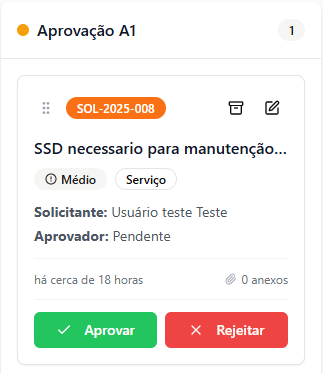 Aprovação A1
1
SOL-2025-008
SSD necessario para manutenção...
Médio
Serviço
Solicitante: Usuário teste Teste
Aprovador: Pendente
há cerca de 18 horas
0 anexos
Aprovar
Rejeitar